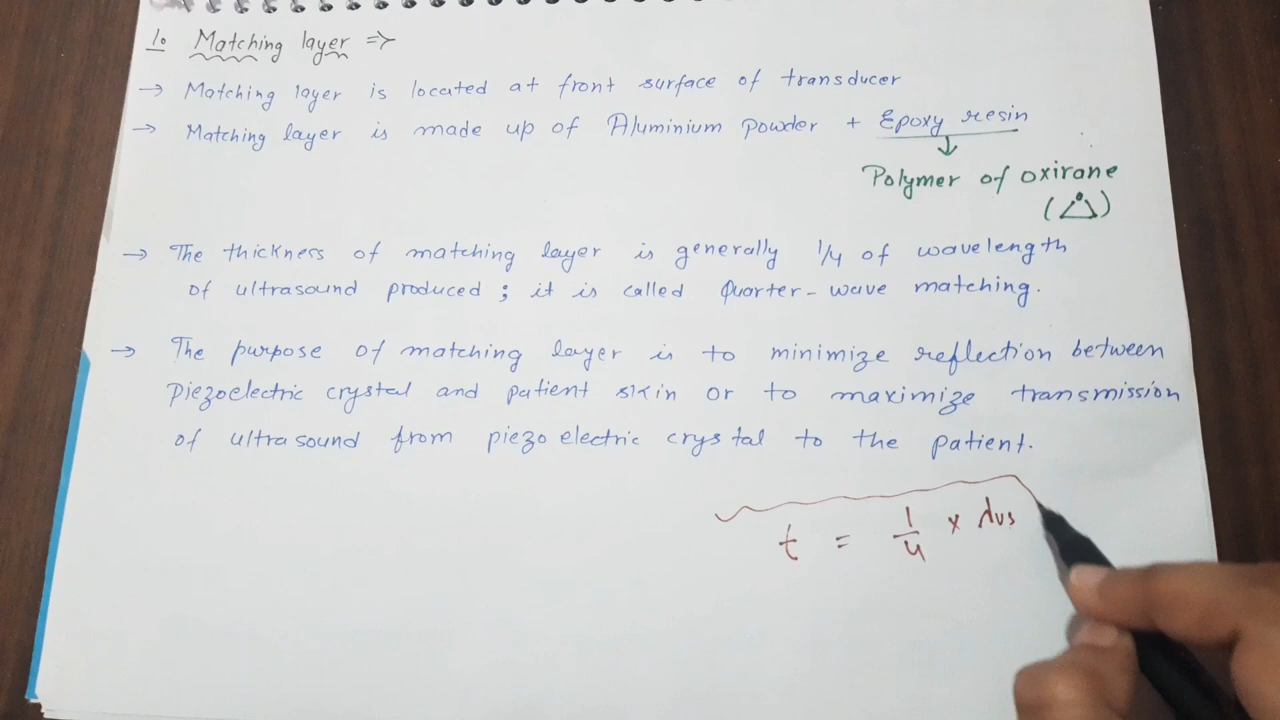 1. Matching layer ⇒
→ Matching layer is located at front surface of transducer
→ Matching layer is made up of Aluminium powder + Epoxy resin
↓
Polymer of oxirane
(△)
→ The thickness of matching layer is generally 1/4 of wavelength
of ultrasound produced ; it is called Quarter-wave matching.
→ The purpose of matching layer is to minimize reflection between
piezoelectric crystal and patient skin or to maximize transmission
of ultrasound from piezoelectric crystal to the patient.
t = 1/4 × λus